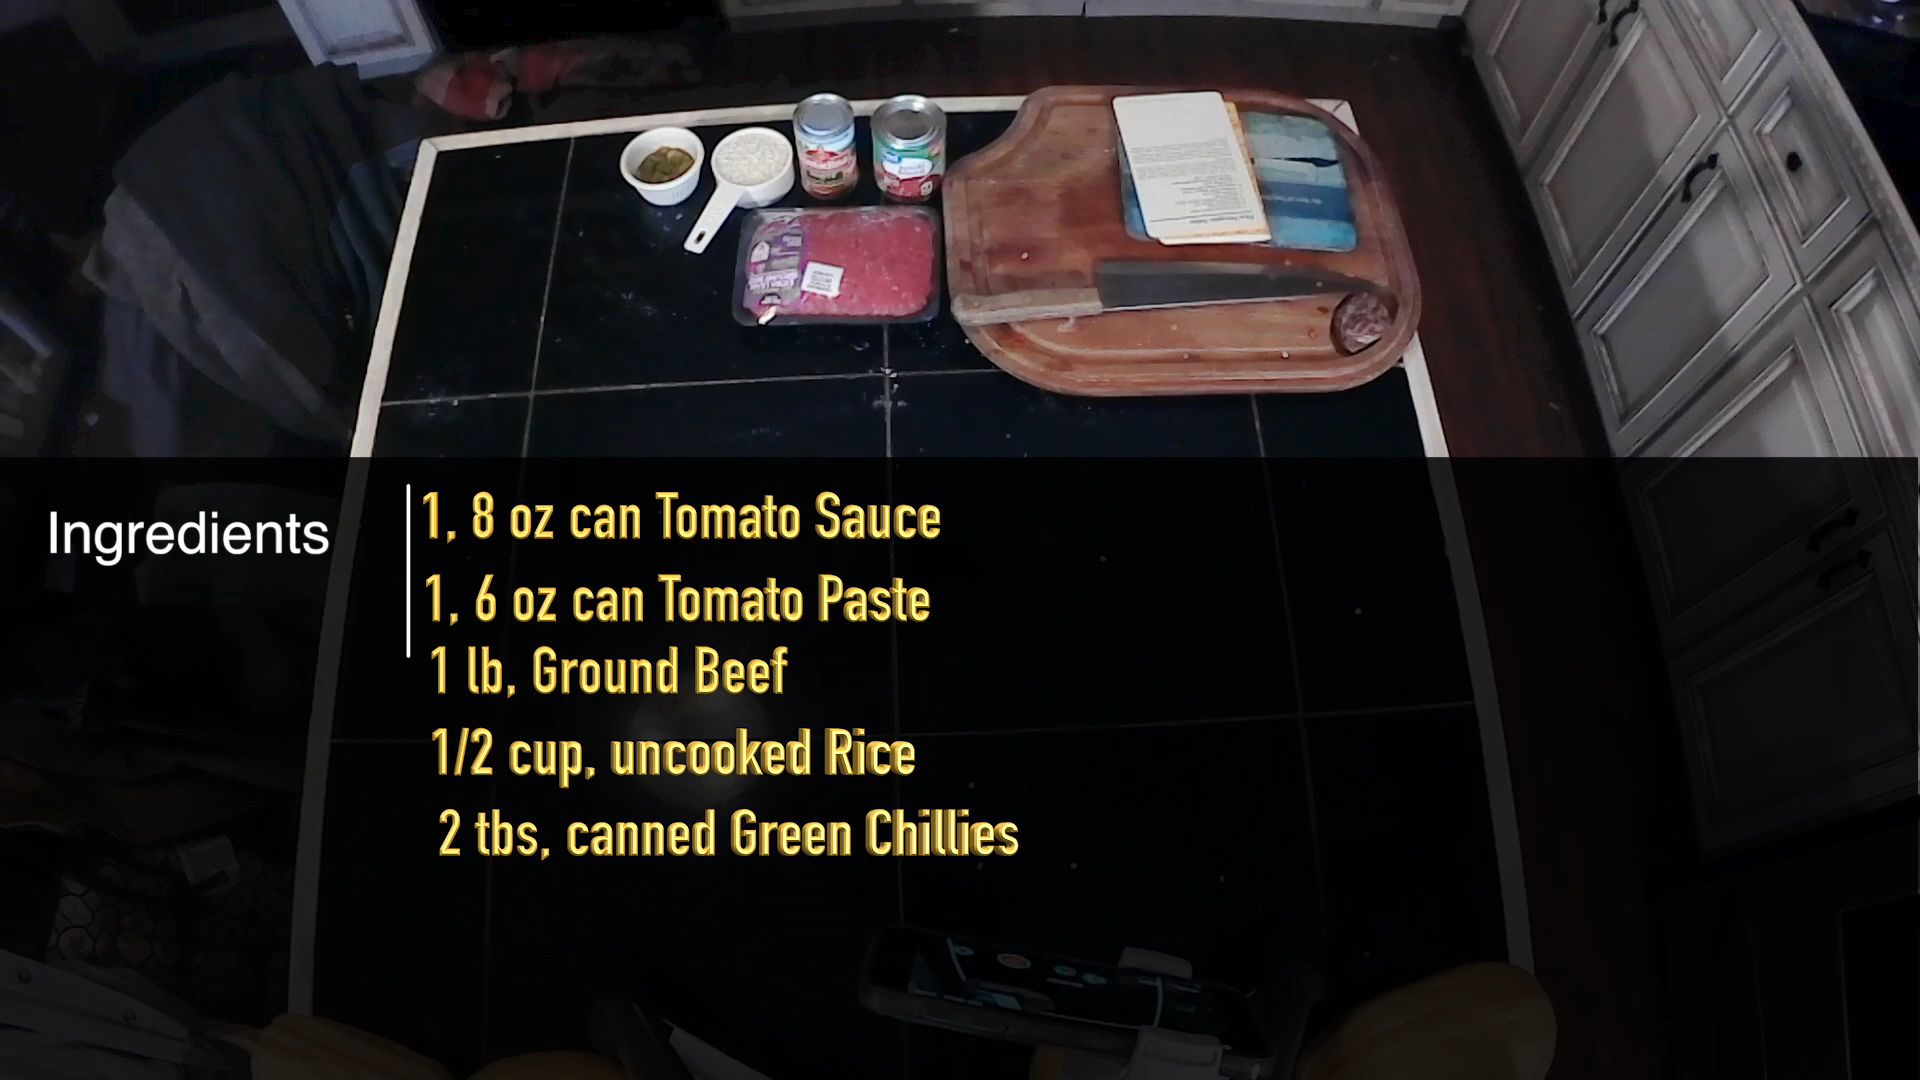 Ingredients
1, 8 oz can Tomato Sauce
1, 6 oz can Tomato Paste
1 lb, Ground Beef
1/2 cup, uncooked Rice
2 tbs, canned Green Chillies